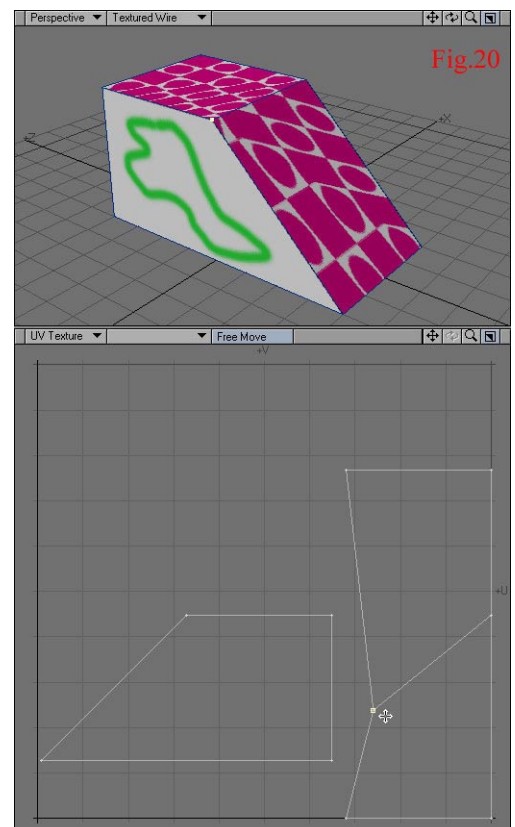 Perspective Textured Wire
Fig.20
+X
+Z
UV Texture Free Move
+V
+U